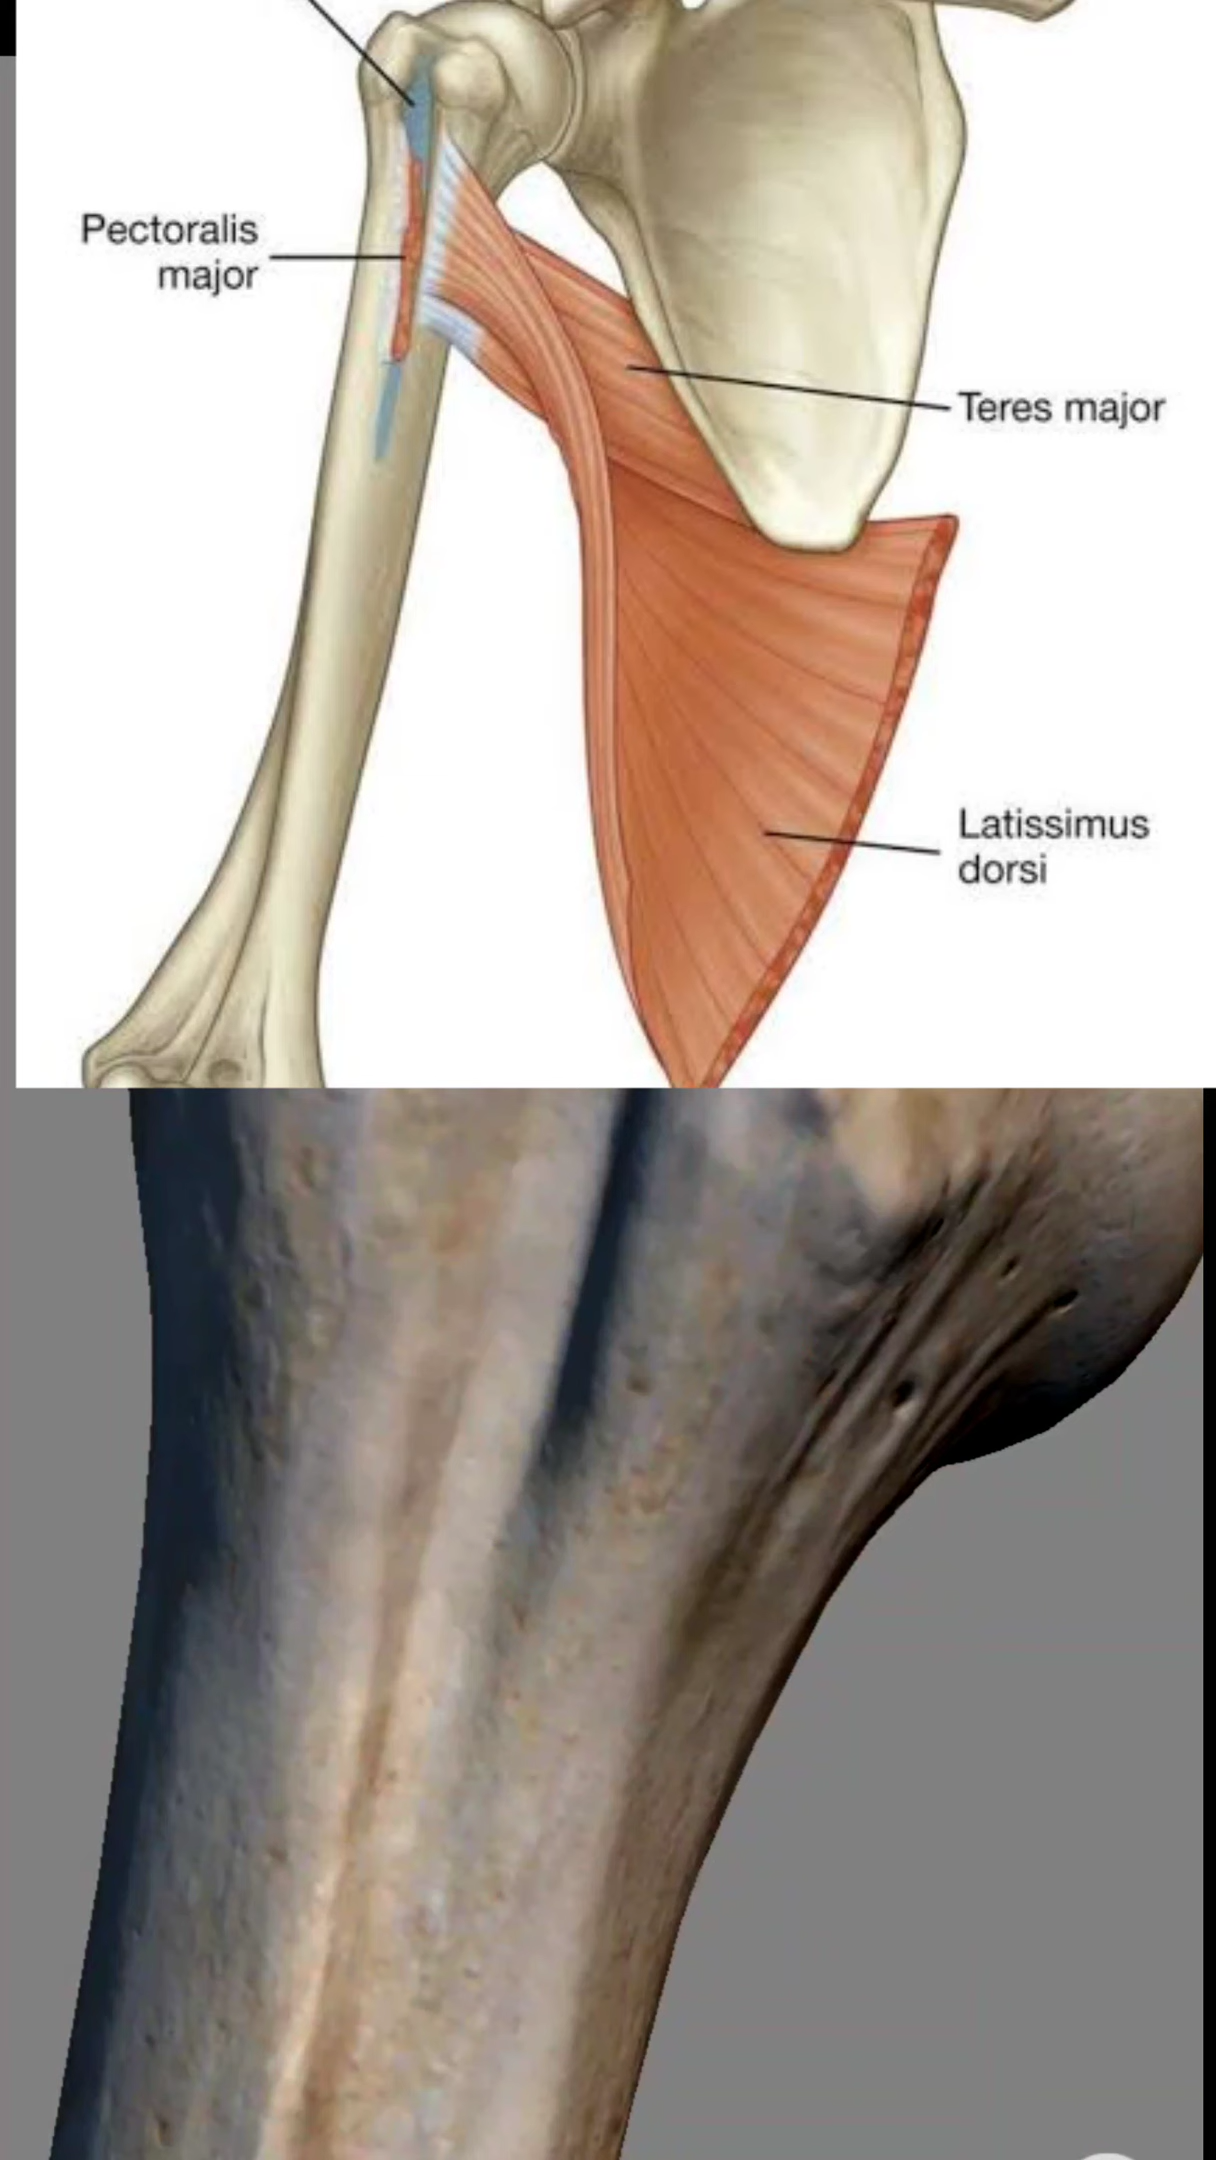 Pectoralis
major
Teres major
Latissimus
dorsi